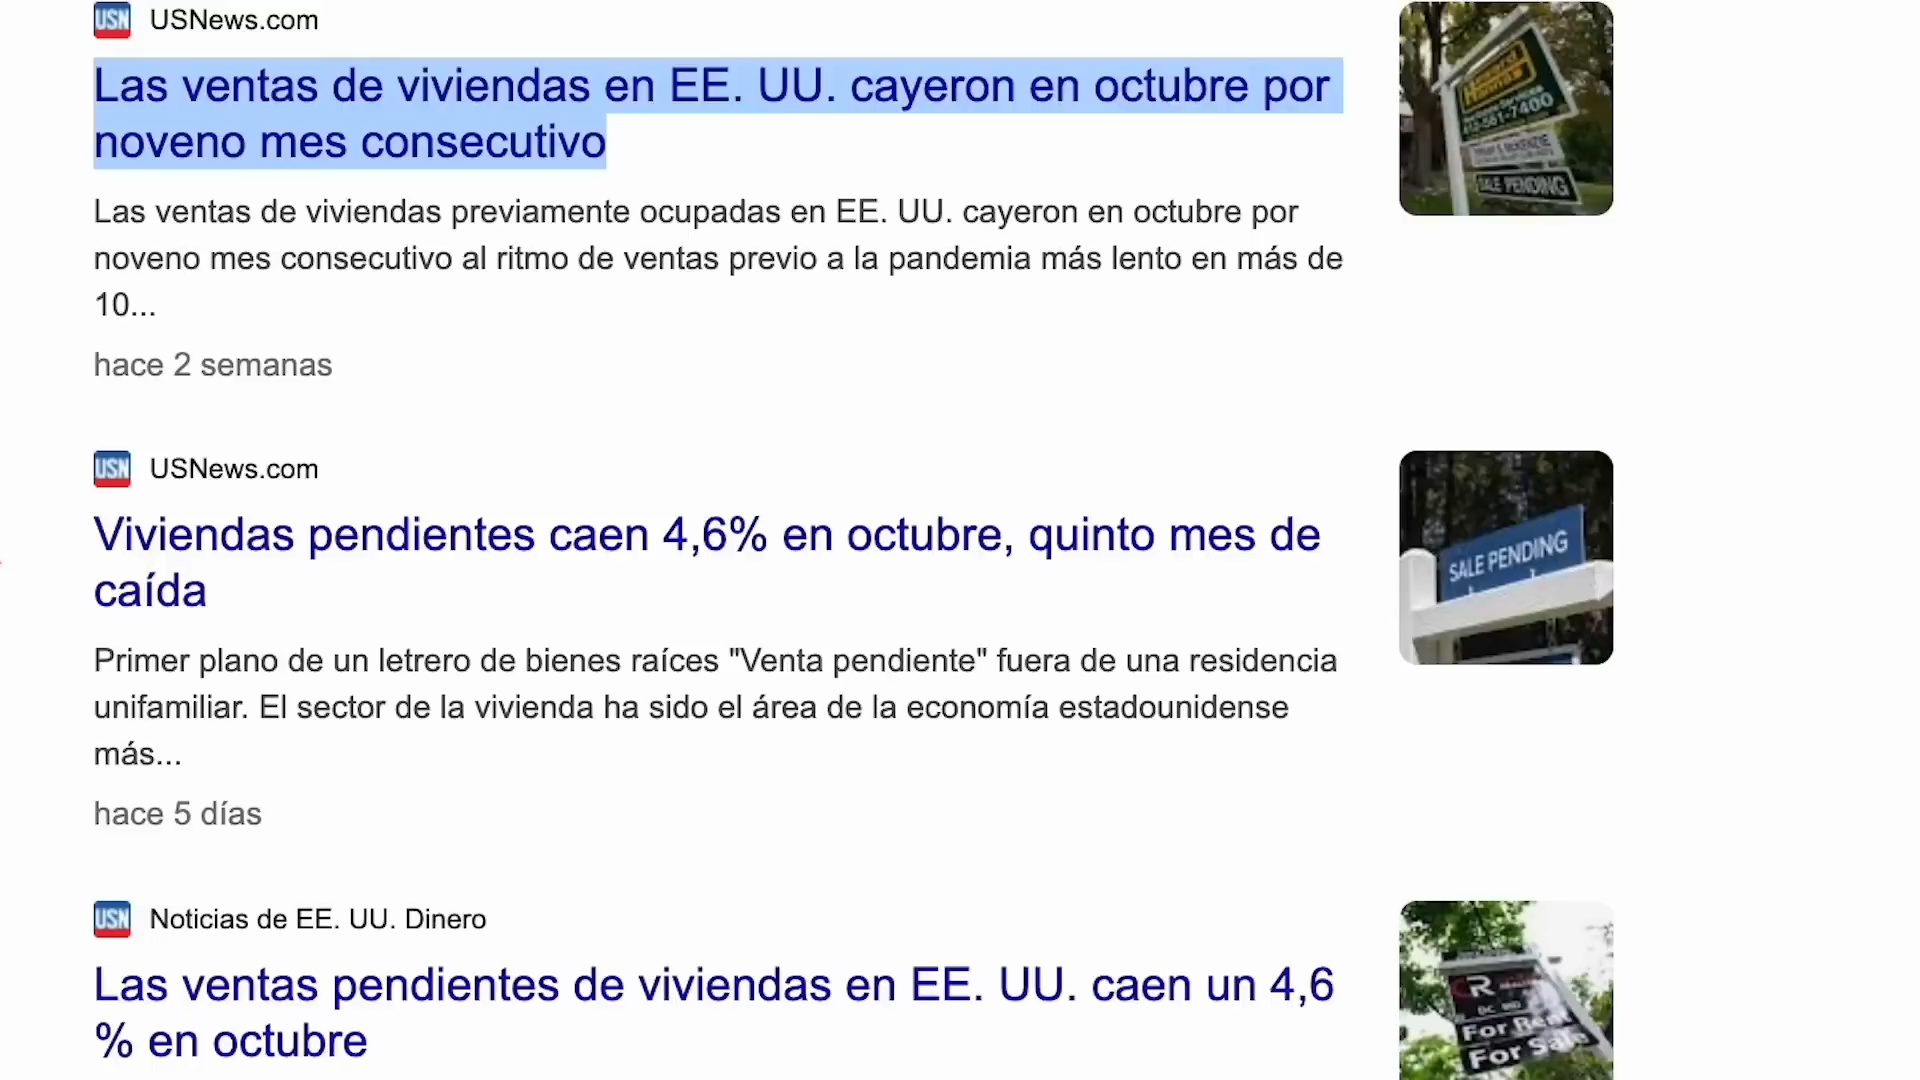 USN USNews.com
Las ventas de viviendas en EE. UU. cayeron en octubre por
noveno mes consecutivo
Las ventas de viviendas previamente ocupadas en EE. UU. cayeron en octubre por
noveno mes consecutivo al ritmo de ventas previo a la pandemia más lento en más de
10...
hace 2 semanas
SALE PENDING
USN USNews.com
Viviendas pendientes caen 4,6% en octubre, quinto mes de
caída
Primer plano de un letrero de bienes raíces "Venta pendiente" fuera de una residencia
unifamiliar. El sector de la vivienda ha sido el área de la economía estadounidense
más...
hace 5 días
SALE PENDING
USN Noticias de EE. UU. Dinero
Las ventas pendientes de viviendas en EE. UU. caen un 4,6
% en octubre
For Rent
For Sale